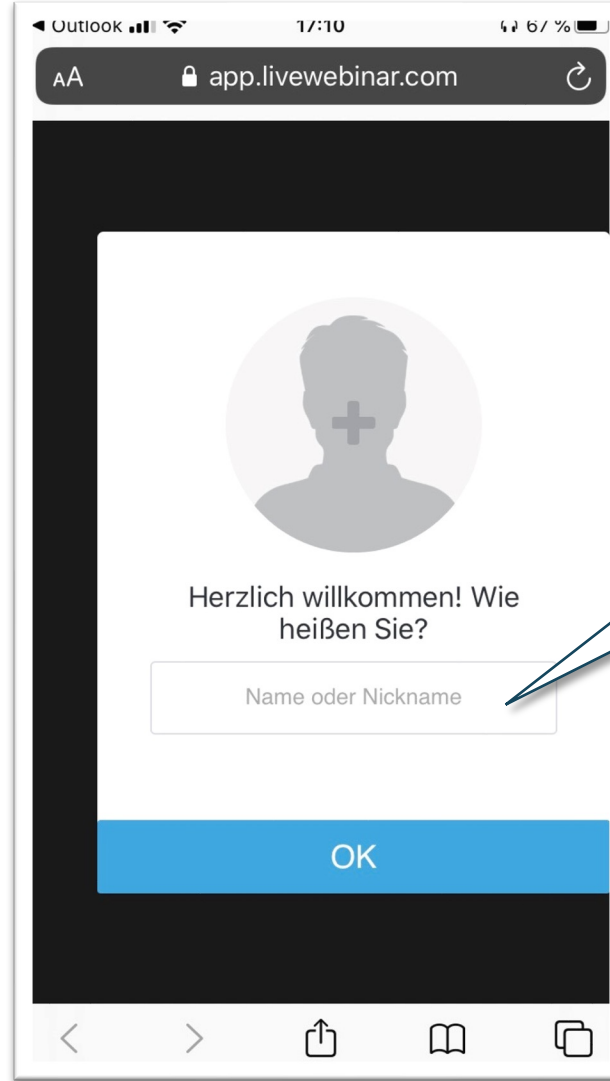 Outlook
17:10
67 %
AA
app.livewebinar.com
Herzlich willkommen! Wie
heißen Sie?
Name oder Nickname
OK